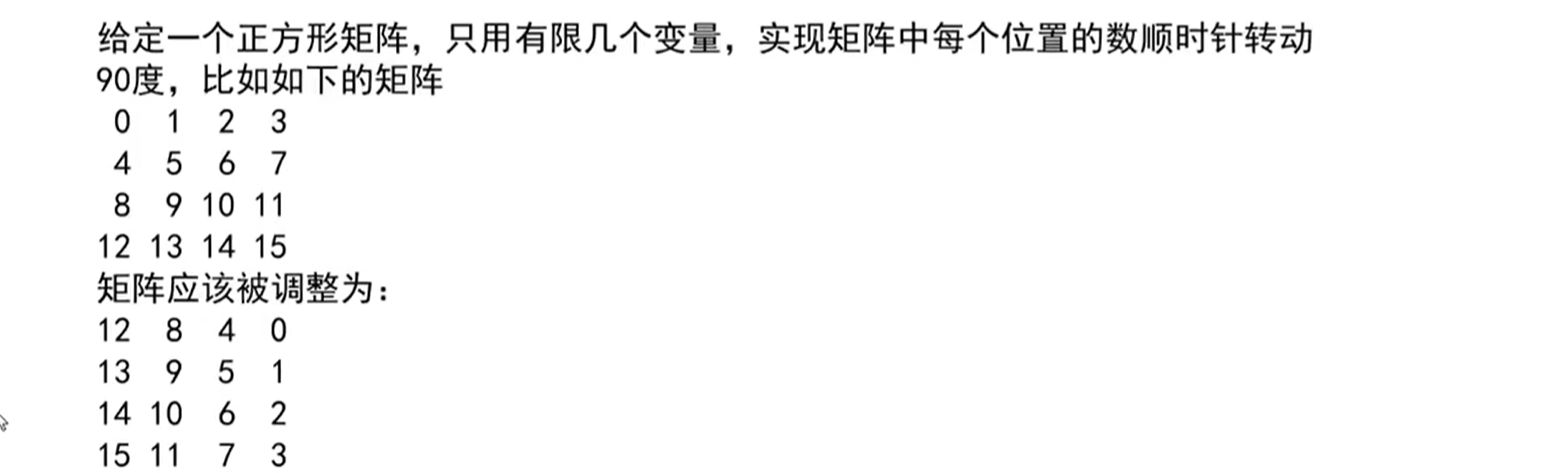 给定一个正方形矩阵，只用有限几个变量，实现矩阵中每个位置的数顺时针转动
90度，比如如下的矩阵
0 1 2 3
4 5 6 7
8 9 10 11
12 13 14 15
矩阵应该被调整为：
12 8 4 0
13 9 5 1
14 10 6 2
15 11 7 3